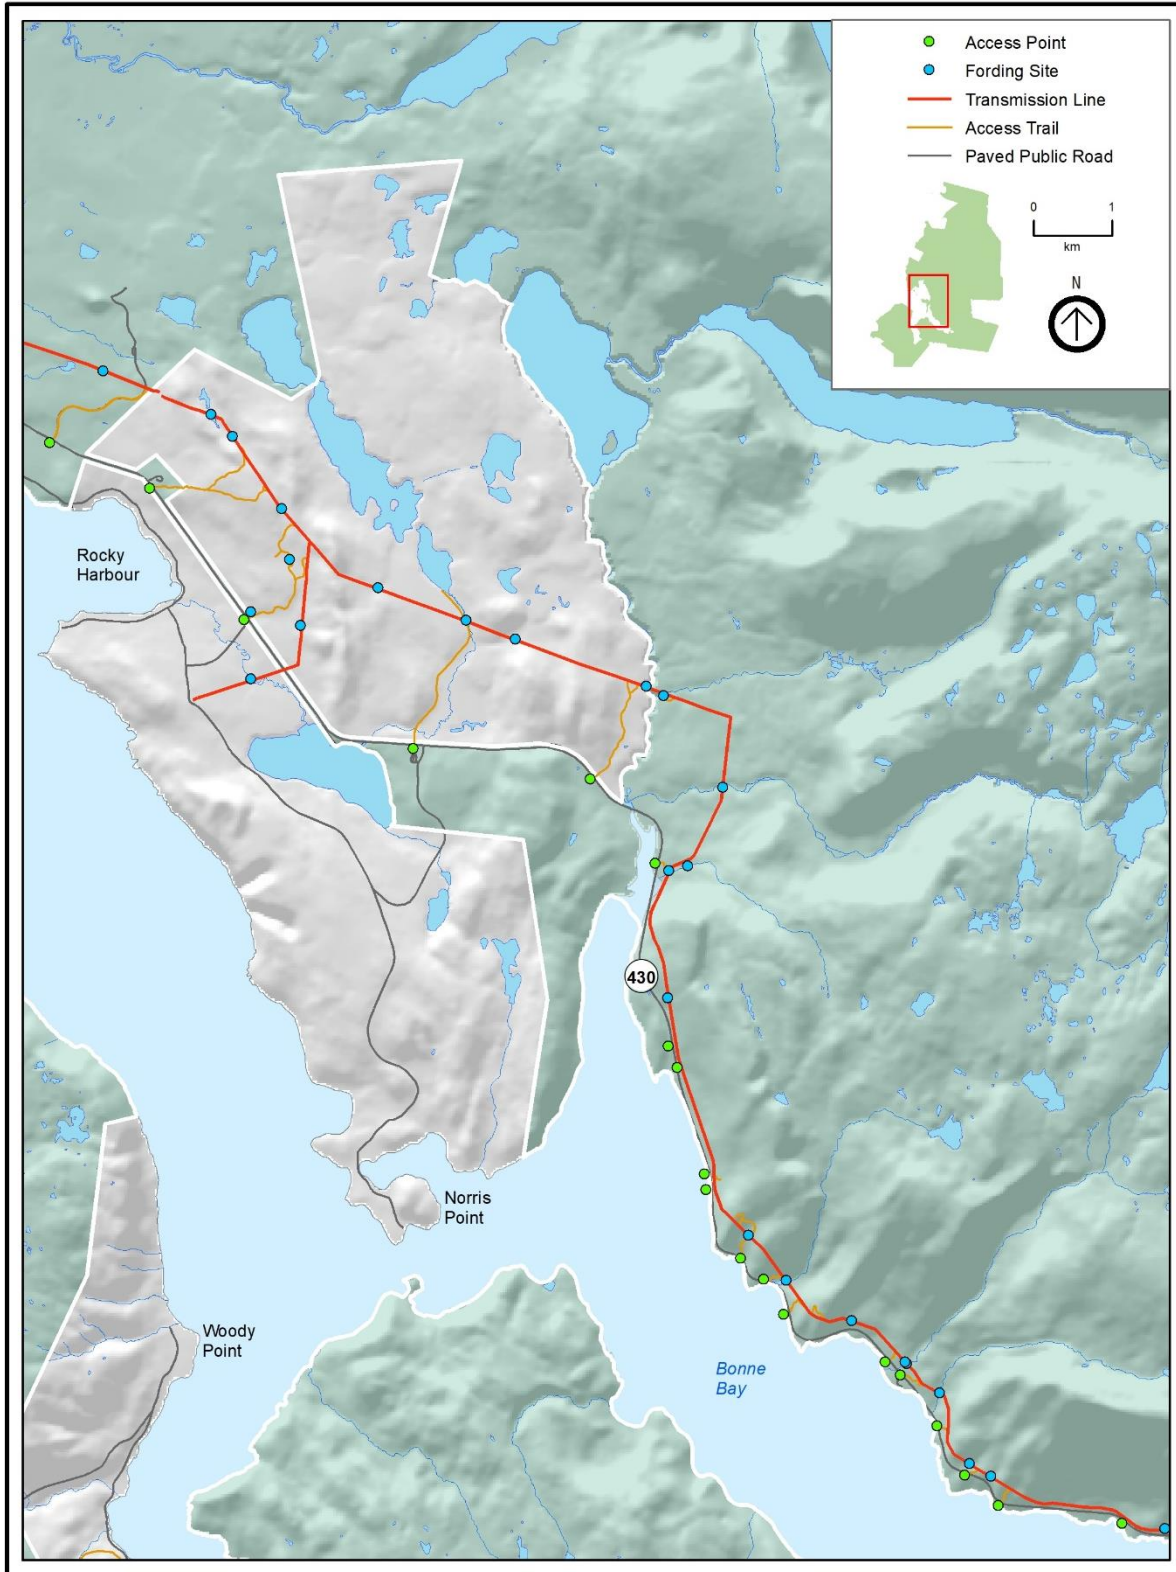 Access Point
Fording Site
Transmission Line
Access Trail
Paved Public Road
0 1
km
N
Rocky
Harbour
430
Norris
Point
Woody
Point
Bonne
Bay